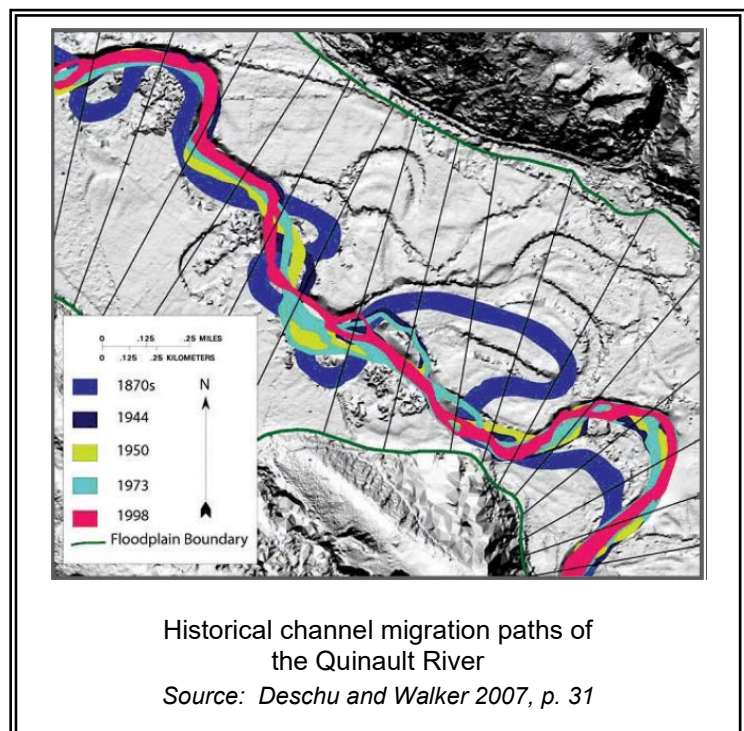 0 .125 .25 MILES
0 .125 .25 KILOMETERS
N
1870s
1944
1950
1973
1998
Floodplain Boundary
Historical channel migration paths of
the Quinault River
Source: Deschu and Walker 2007, p. 31